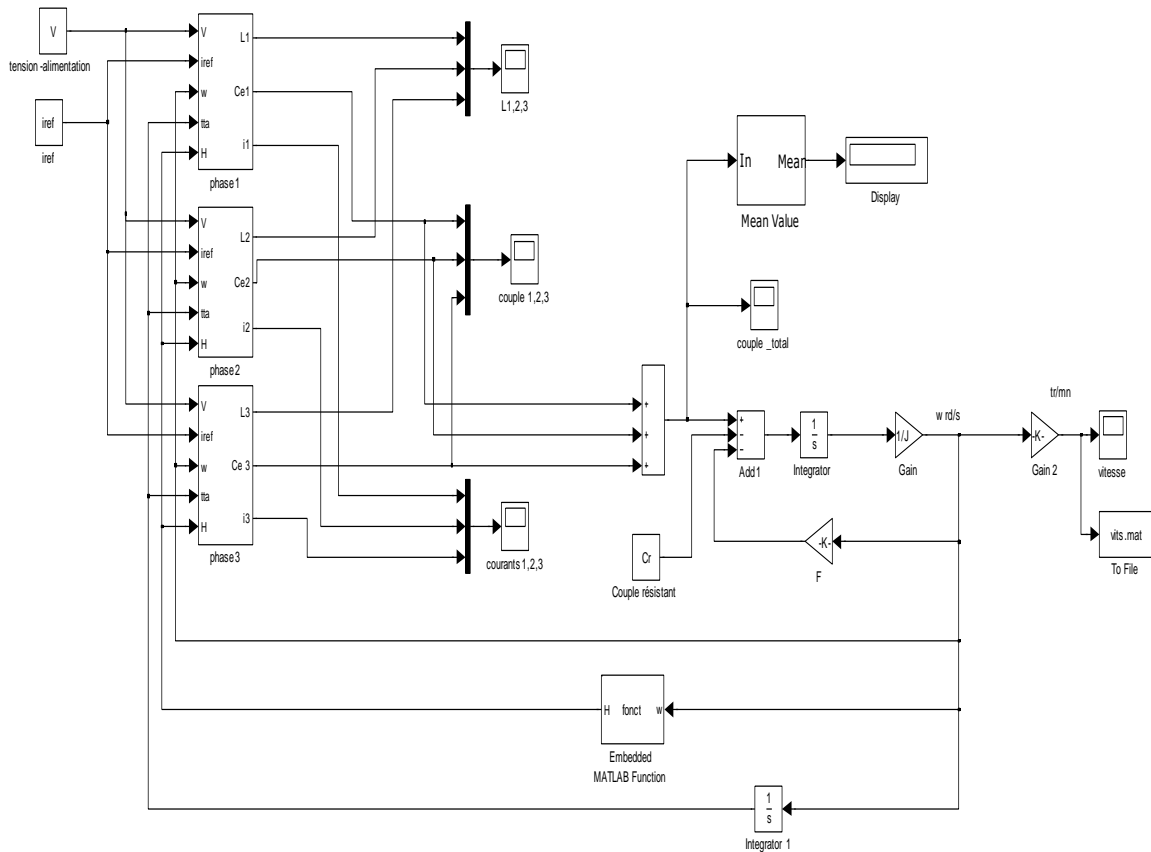 V
tension -alimentation
iref
iref
V
iref
w
tta
H
L1
Ce1
i1
phase1
V
iref
w
tta
H
L2
Ce2
i2
phase2
V
iref
w
tta
H
L3
Ce 3
i3
phase3
L1,2,3
couple 1,2,3
courants1,2,3
In Mean
Mean Value
Display
couple _total
+
+
+
+
−
−
Add1
1
s
Integrator
1/J
Gain
w rd/s
tr/mn
-K-
Gain 2
vitesse
vits .mat
To File
Cr
Couple résistant
-K-
F
H fonct w
Embedded
MATLAB Function
1
s
Integrator 1